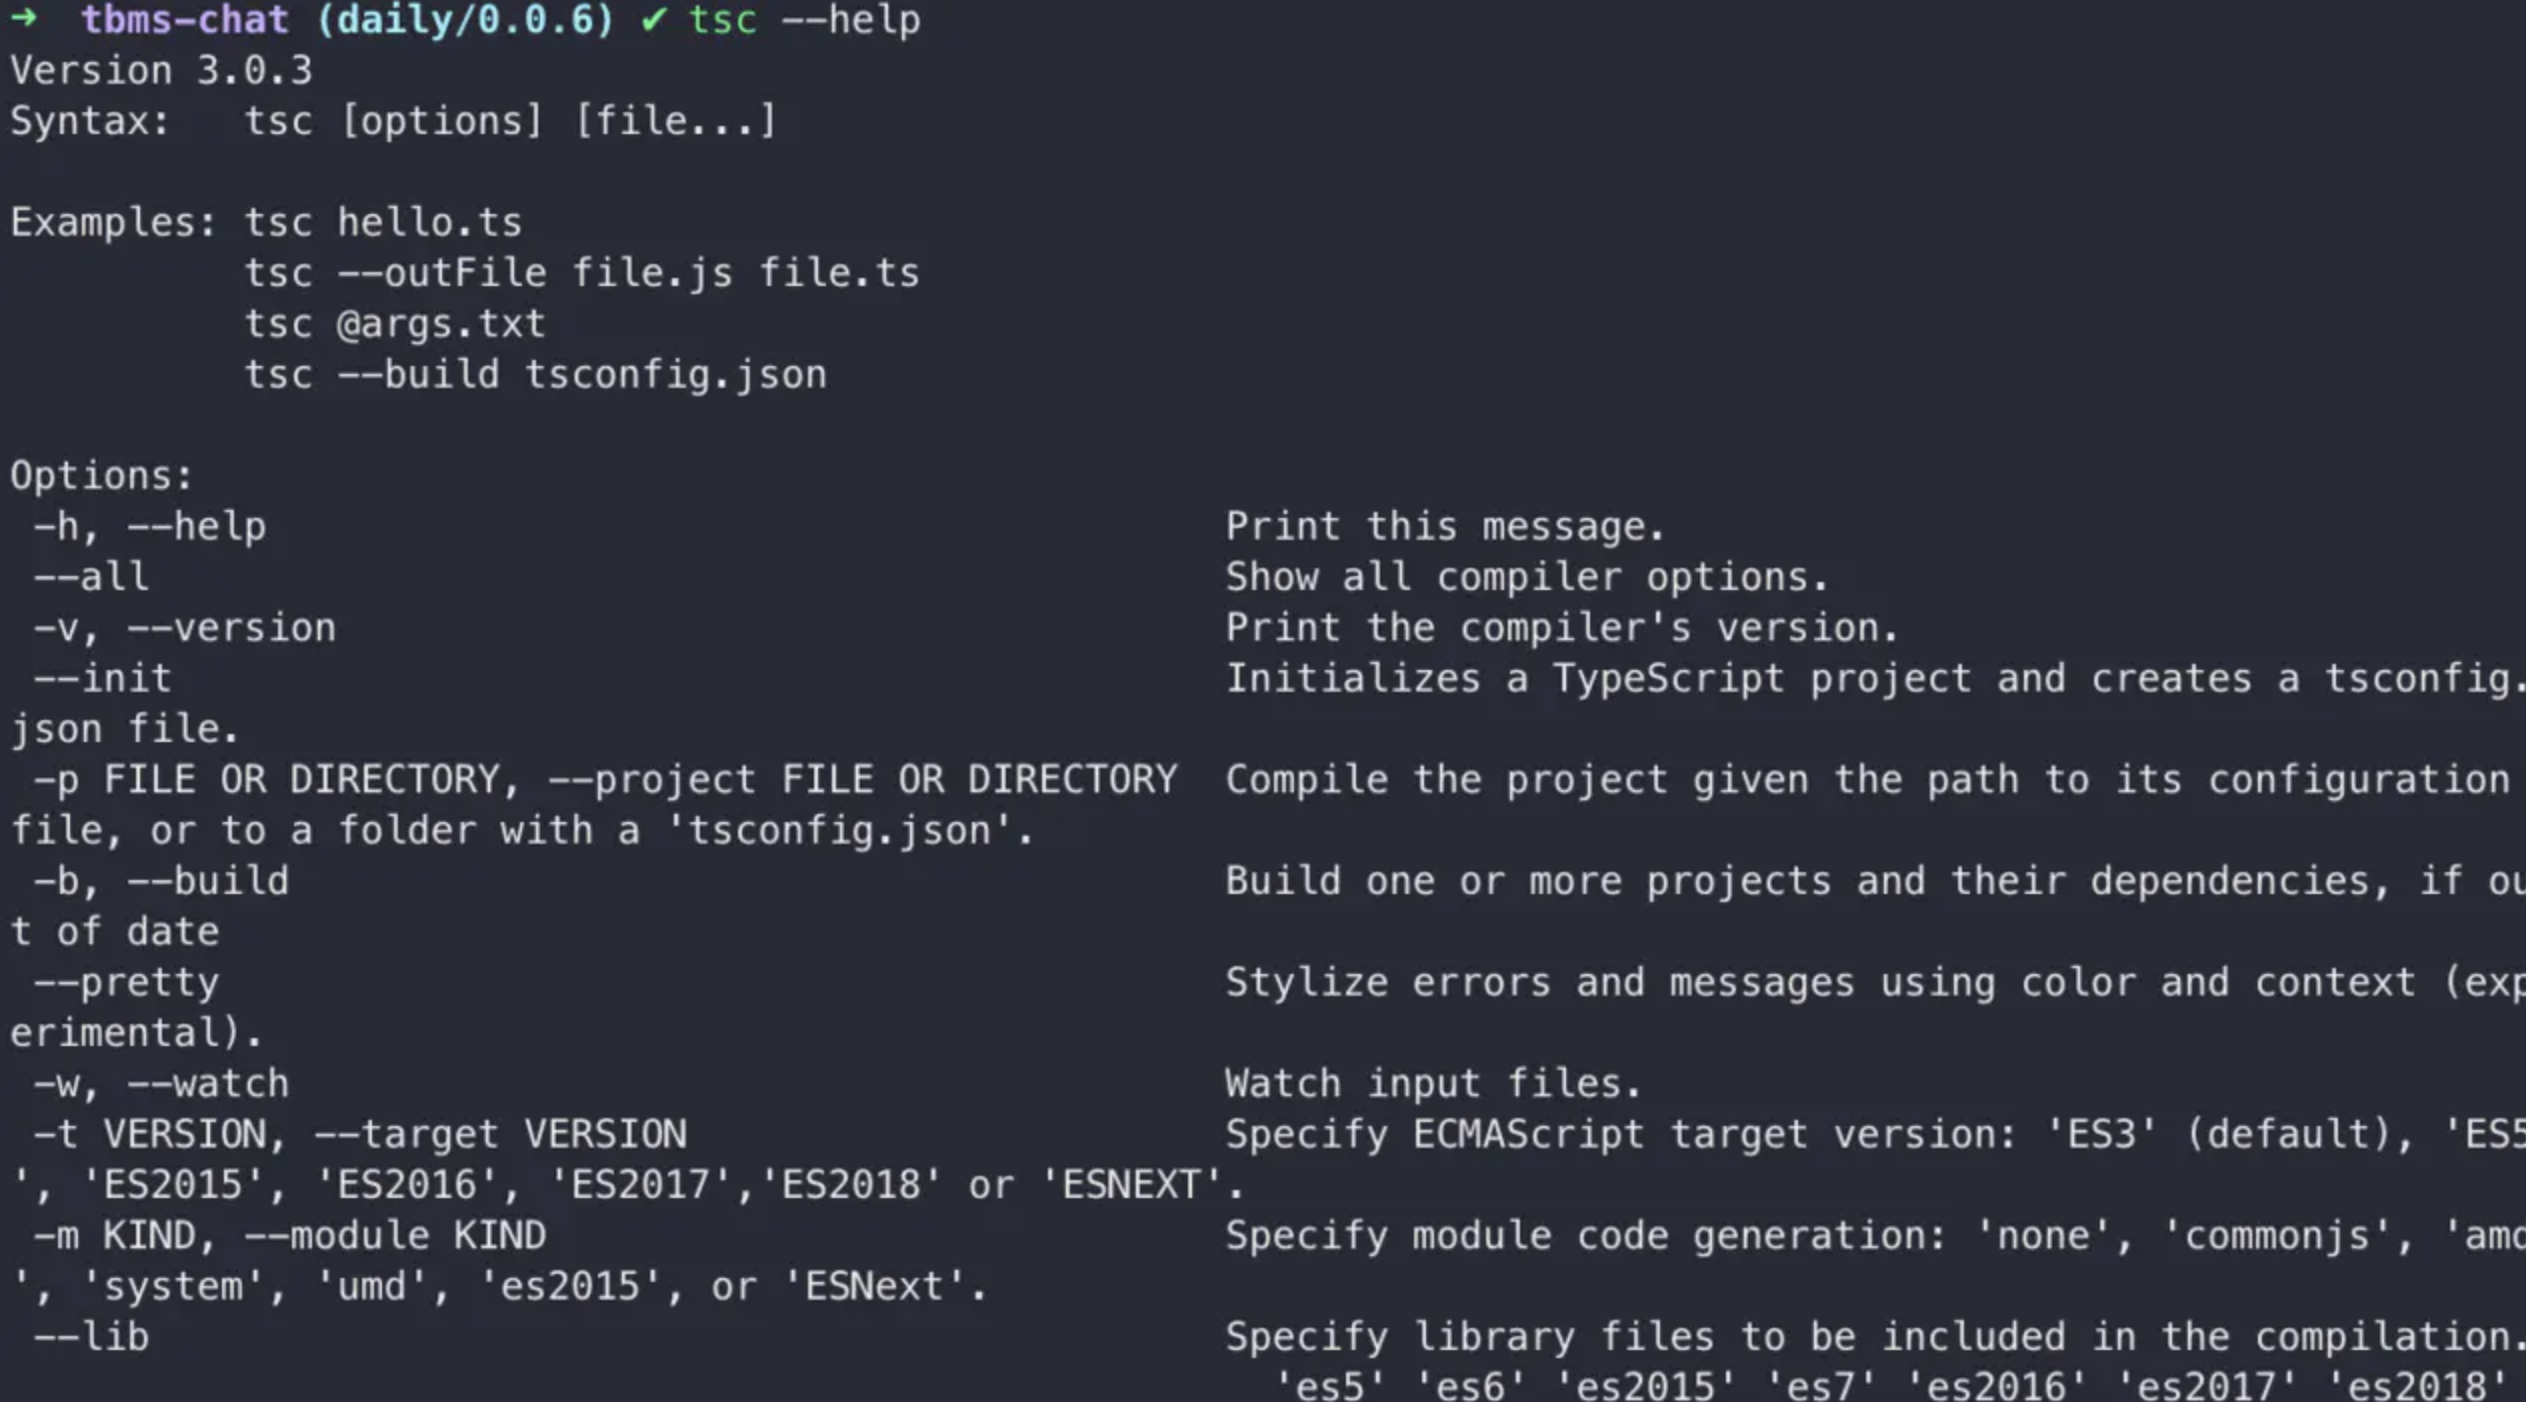 ➜  tbms-chat (daily/0.0.6) ✔ tsc --help
Version 3.0.3
Syntax:   tsc [options] [file...]

Examples: tsc hello.ts
          tsc --outFile file.js file.ts
          tsc @args.txt
          tsc --build tsconfig.json

Options:
 -h, --help                                         Print this message.
 --all                                              Show all compiler options.
 -v, --version                                      Print the compiler's version.
 --init                                             Initializes a TypeScript project and creates a tsconfig.
json file.
 -p FILE OR DIRECTORY, --project FILE OR DIRECTORY  Compile the project given the path to its configuration
file, or to a folder with a 'tsconfig.json'.
 -b, --build                                        Build one or more projects and their dependencies, if ou
t of date
 --pretty                                           Stylize errors and messages using color and context (exp
erimental).
 -w, --watch                                        Watch input files.
 -t VERSION, --target VERSION                       Specify ECMAScript target version: 'ES3' (default), 'ES5
', 'ES2015', 'ES2016', 'ES2017','ES2018' or 'ESNEXT'.
 -m KIND, --module KIND                             Specify module code generation: 'none', 'commonjs', 'amd
', 'system', 'umd', 'es2015', or 'ESNext'.
 --lib                                              Specify library files to be included in the compilation.
                                                      'es5' 'es6' 'es2015' 'es7' 'es2016' 'es2017' 'es2018'